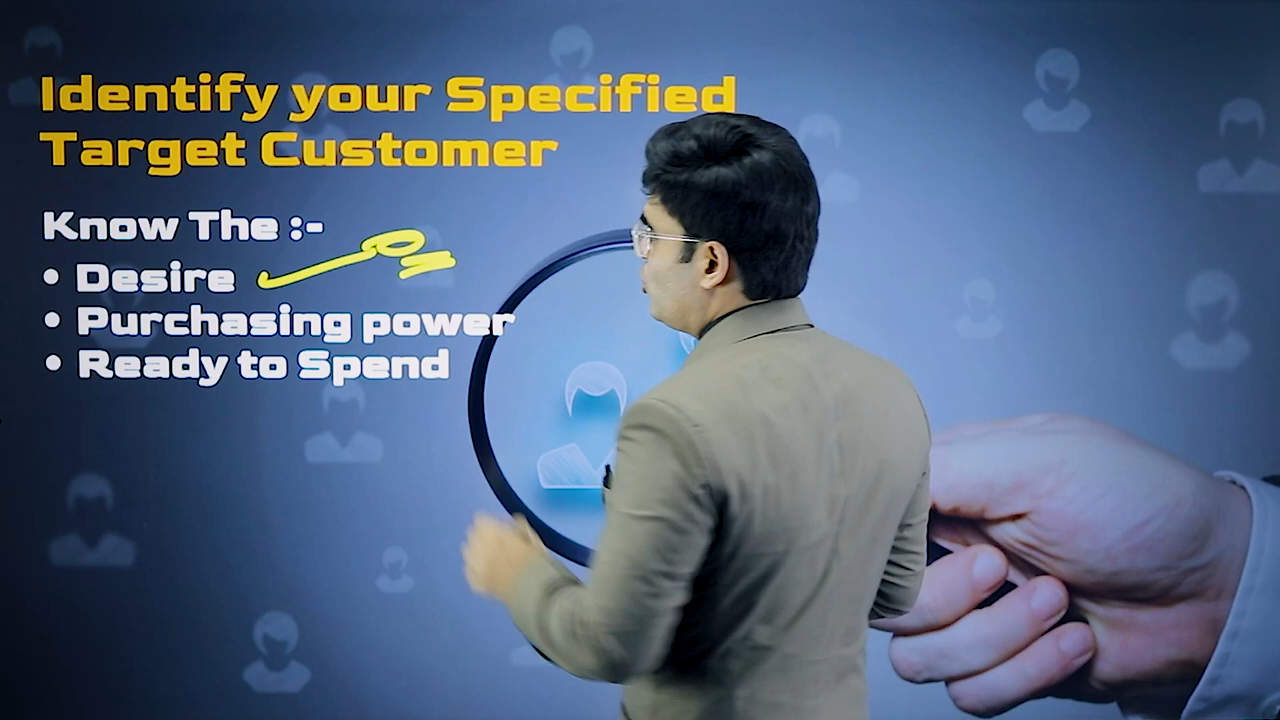 Identify your Specified
Target Customer
Know The :-
• Desire
• Purchasing power
• Ready to Spend